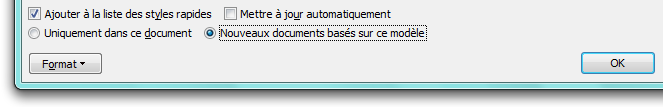 Ajouter à la liste des styles rapides Mettre à jour automatiquement
Uniquement dans ce document Nouveaux documents basés sur ce modèle
Format OK